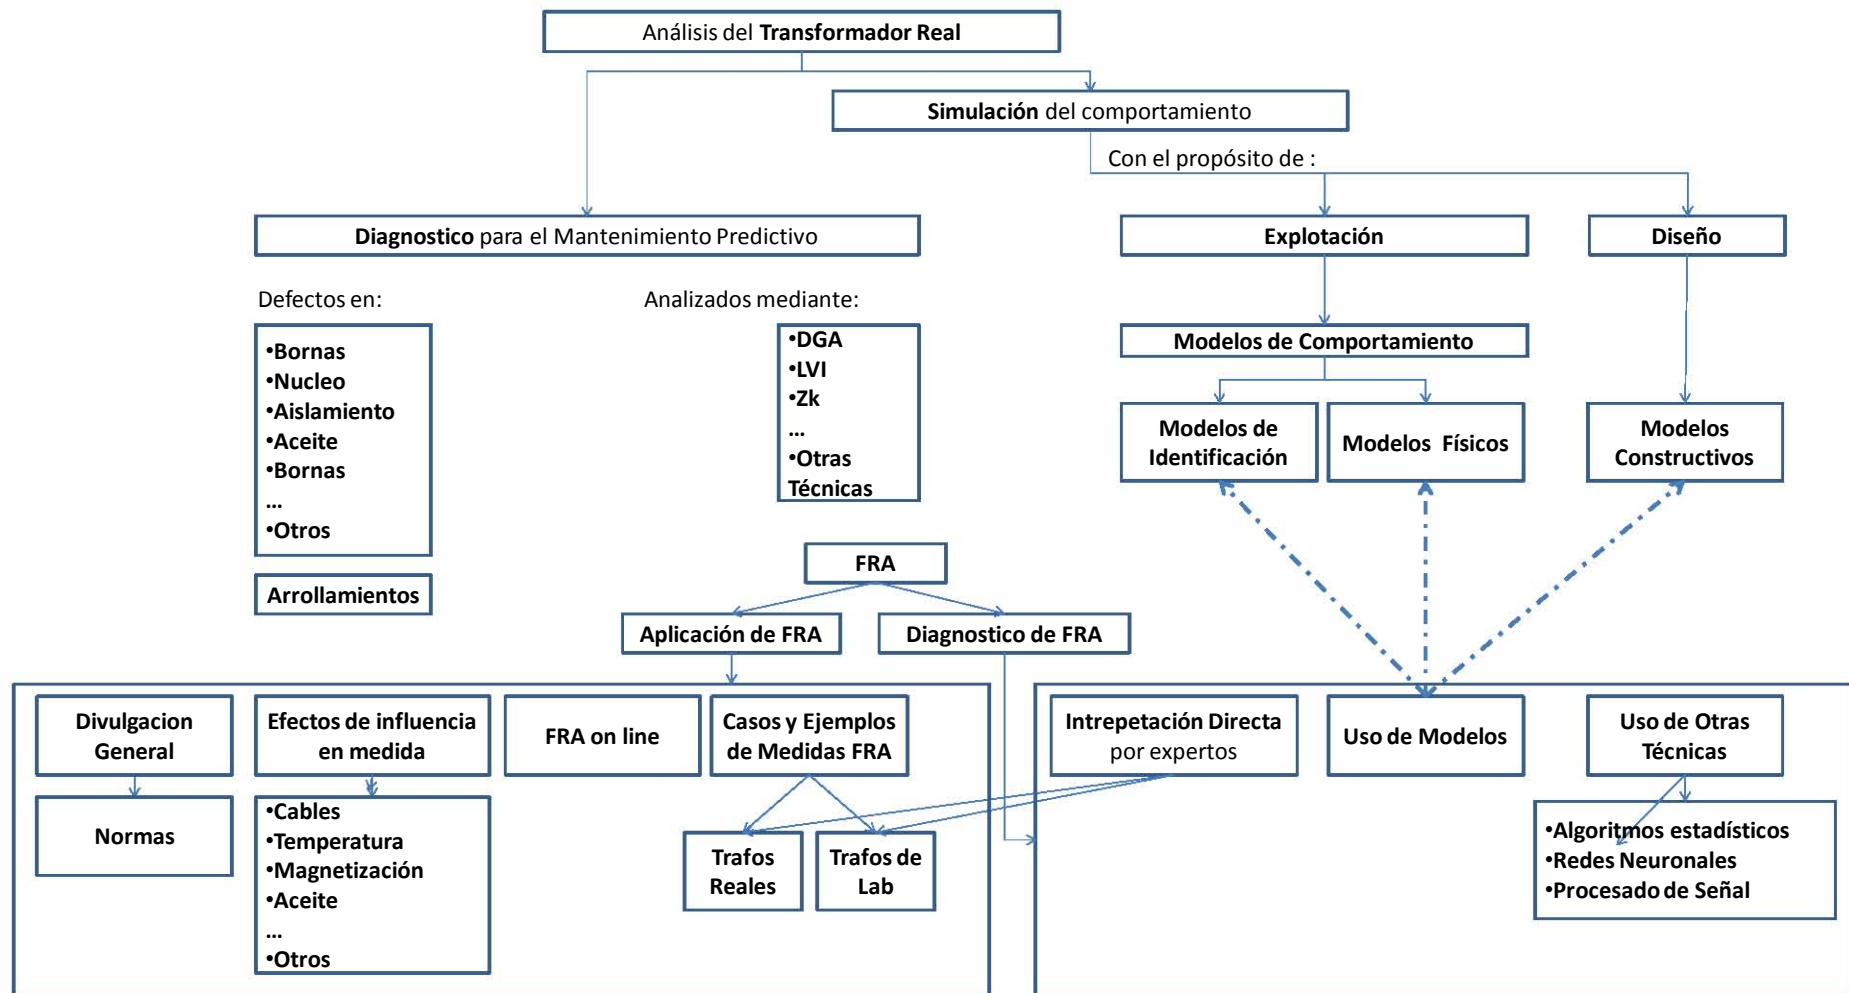 Análisis del Transformador Real
Simulación del comportamiento
Con el propósito de :
Diagnostico para el Mantenimiento Predictivo
Explotación
Diseño
Defectos en:
Analizados mediante:
•Bornas
•Nucleo
•Aislamiento
•Aceite
•Bornas
...
•Otros
•DGA
•LVI
•Zk
...
•Otras
Técnicas
Modelos de Comportamiento
Modelos de
Identificación
Modelos Físicos
Modelos
Constructivos
Arrollamientos
FRA
Aplicación de FRA
Diagnostico de FRA
Divulgacion
General
Efectos de influencia
en medida
FRA on line
Casos y Ejemplos
de Medidas FRA
Intrepetación Directa
por expertos
Uso de Modelos
Uso de Otras
Técnicas
Normas
•Cables
•Temperatura
•Magnetización
•Aceite
...
•Otros
Trafos
Reales
Trafos de
Lab
•Algoritmos estadísticos
•Redes Neuronales
•Procesado de Señal